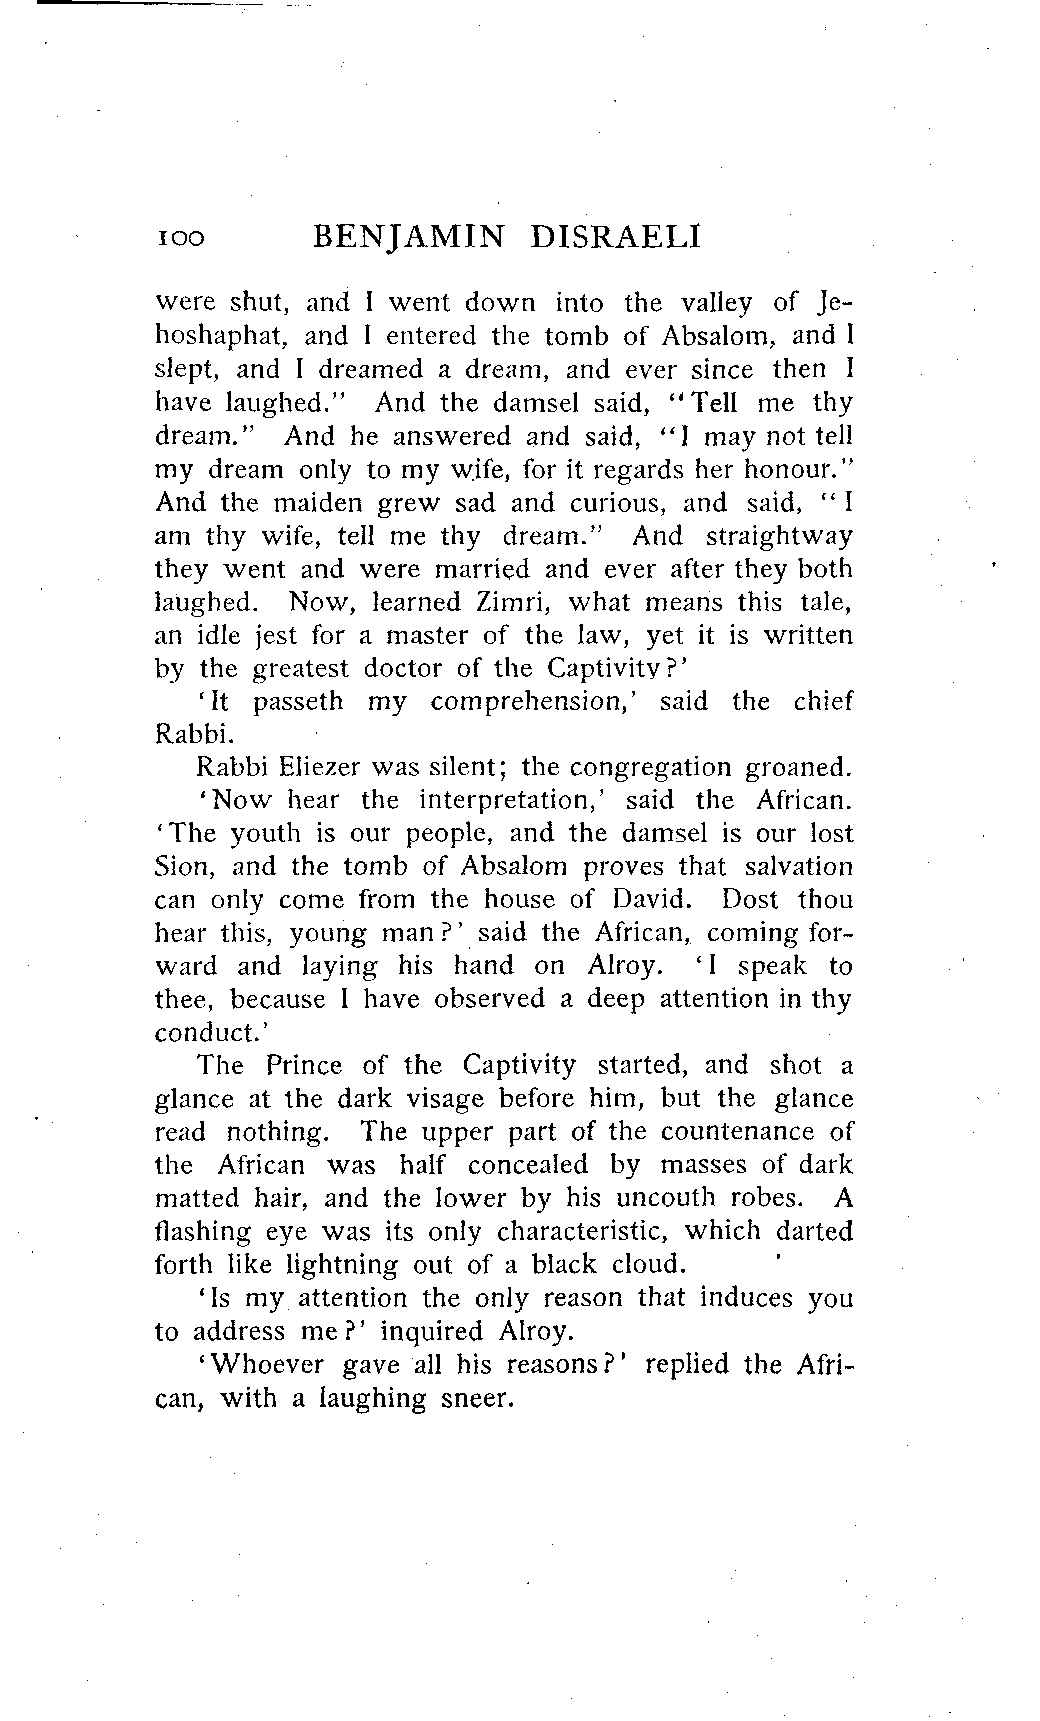 100 BENJAMIN DISRAELI
were shut, and I went down into the valley of Je-
hoshaphat, and I entered the tomb of Absalom, and I
slept, and I dreamed a dream, and ever since then I
have laughed." And the damsel said, "Tell me thy
dream." And he answered and said, "I may not tell
my dream only to my wife, for it regards her honour."
And the maiden grew sad and curious, and said, "I
am thy wife, tell me thy dream." And straightway
they went and were married and ever after they both
laughed. Now, learned Zimri, what means this tale,
an idle jest for a master of the law, yet it is written
by the greatest doctor of the Captivity?'
'It passeth my comprehension,' said the chief
Rabbi.
Rabbi Eliezer was silent; the congregation groaned.
'Now hear the interpretation,' said the African.
'The youth is our people, and the damsel is our lost
Sion, and the tomb of Absalom proves that salvation
can only come from the house of David. Dost thou
hear this, young man?' said the African, coming for-
ward and laying his hand on Alroy. 'I speak to
thee, because I have observed a deep attention in thy
conduct.'
The Prince of the Captivity started, and shot a
glance at the dark visage before him, but the glance
read nothing. The upper part of the countenance of
the African was half concealed by masses of dark
matted hair, and the lower by his uncouth robes. A
flashing eye was its only characteristic, which darted
forth like lightning out of a black cloud.
'Is my attention the only reason that induces you
to address me?' inquired Alroy.
'Whoever gave all his reasons?' replied the Afri-
can, with a laughing sneer.